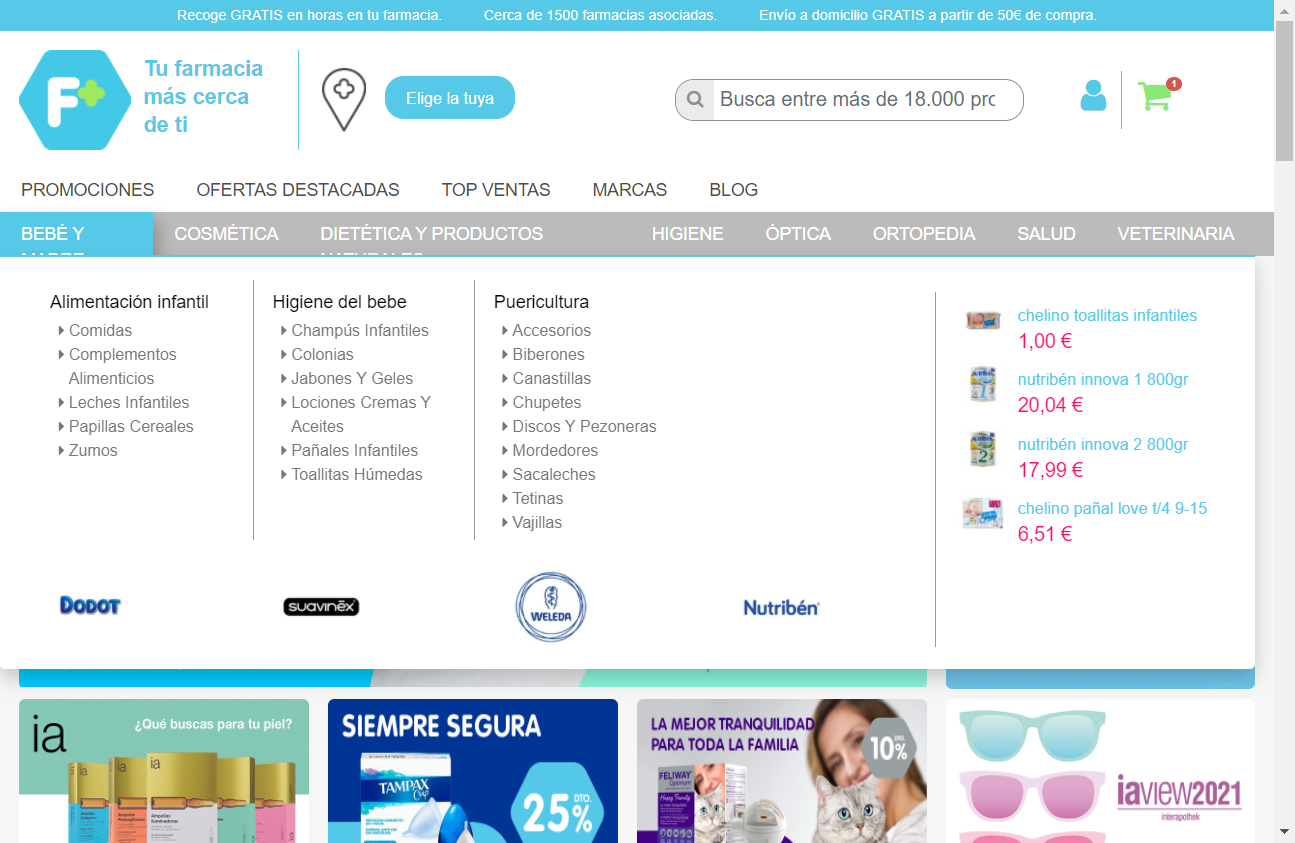 Recoge GRATIS en horas en tu farmacia. Cerca de 1500 farmacias asociadas. Envío a domicilio GRATIS a partir de 50€ de compra.
F+
Tu farmacia
más cerca
de ti
Elige la tuya
Busca entre más de 18.000 prc
1
PROMOCIONES OFERTAS DESTACADAS TOP VENTAS MARCAS BLOG
BEBÉ Y
MADRE
COSMÉTICA
DIETÉTICA Y PRODUCTOS
NATURALES
HIGIENE
ÓPTICA
ORTOPEDIA
SALUD
VETERINARIA
Alimentación infantil
Comidas
Complementos
Alimenticios
Leches Infantiles
Papillas Cereales
Zumos
Higiene del bebe
Champús Infantiles
Colonias
Jabones Y Geles
Lociones Cremas Y
Aceites
Pañales Infantiles
Toallitas Húmedas
Puericultura
Accesorios
Biberones
Canastillas
Chupetes
Discos Y Pezoneras
Mordedores
Sacaleches
Tetinas
Vajillas
chelino toallitas infantiles
1,00 €
nutribén innova 1 800gr
20,04 €
nutribén innova 2 800gr
17,99 €
chelino pañal love t/4 9-15
6,51 €
DODOT
suavinex
WELEDA
Nutribén
ia
¿Qué buscas para tu piel?
SIEMPRE SEGURA
TAMPAX
Cup
25% DTO.
LA MEJOR TRANQUILIDAD
PARA TODA LA FAMILIA
10% DTO.
FELIWAY
Optimum
Happy Family
iaview2021
interapothek